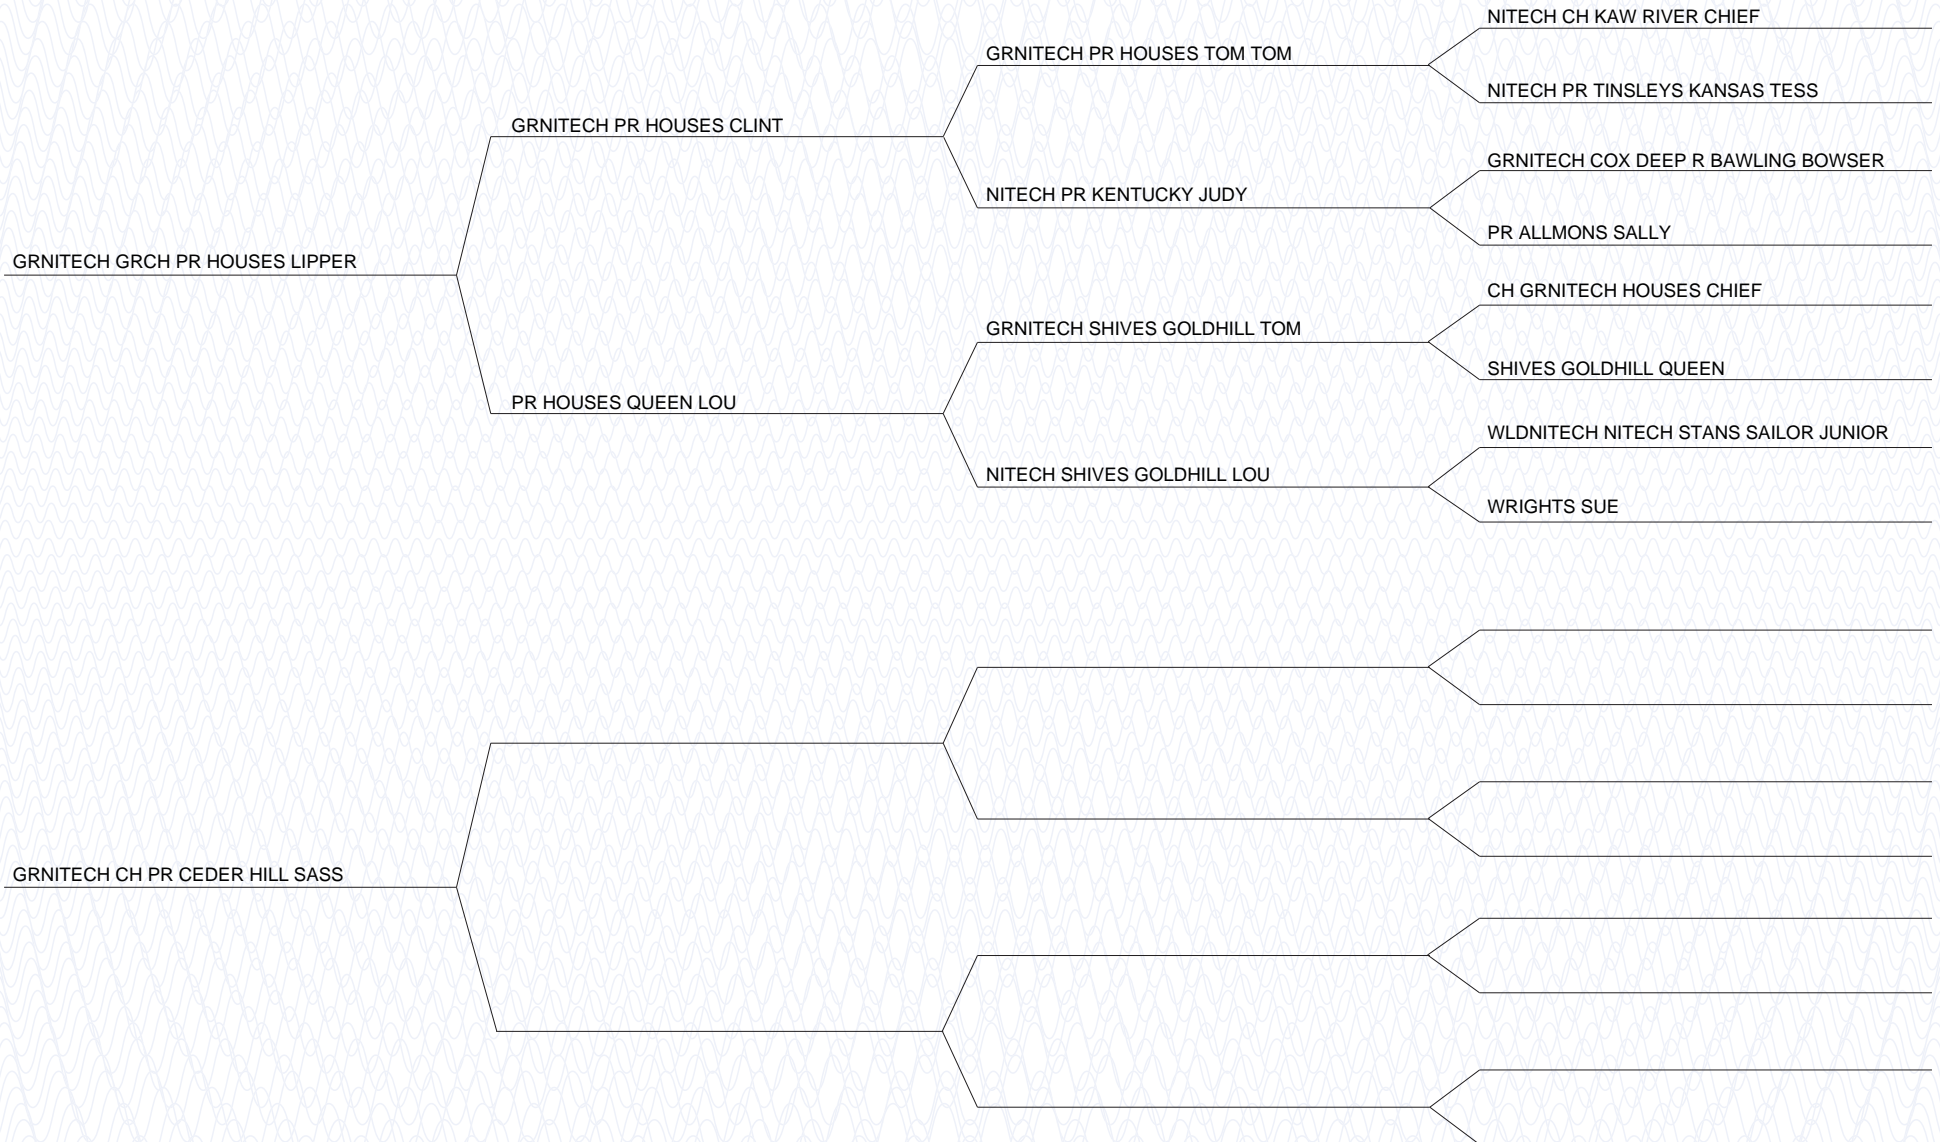 NITECH CH KAW RIVER CHIEF
GRNITECH PR HOUSES TOM TOM
NITECH PR TINSLEYS KANSAS TESS
GRNITECH PR HOUSES CLINT
GRNITECH COX DEEP R BAWLING BOWSER
NITECH PR KENTUCKY JUDY
PR ALLMONS SALLY
GRNITECH GRCH PR HOUSES LIPPER
CH GRNITECH HOUSES CHIEF
GRNITECH SHIVES GOLDHILL TOM
SHIVES GOLDHILL QUEEN
PR HOUSES QUEEN LOU
WLDNITECH NITECH STANS SAILOR JUNIOR
NITECH SHIVES GOLDHILL LOU
WRIGHTS SUE
GRNITECH CH PR CEDER HILL SASS